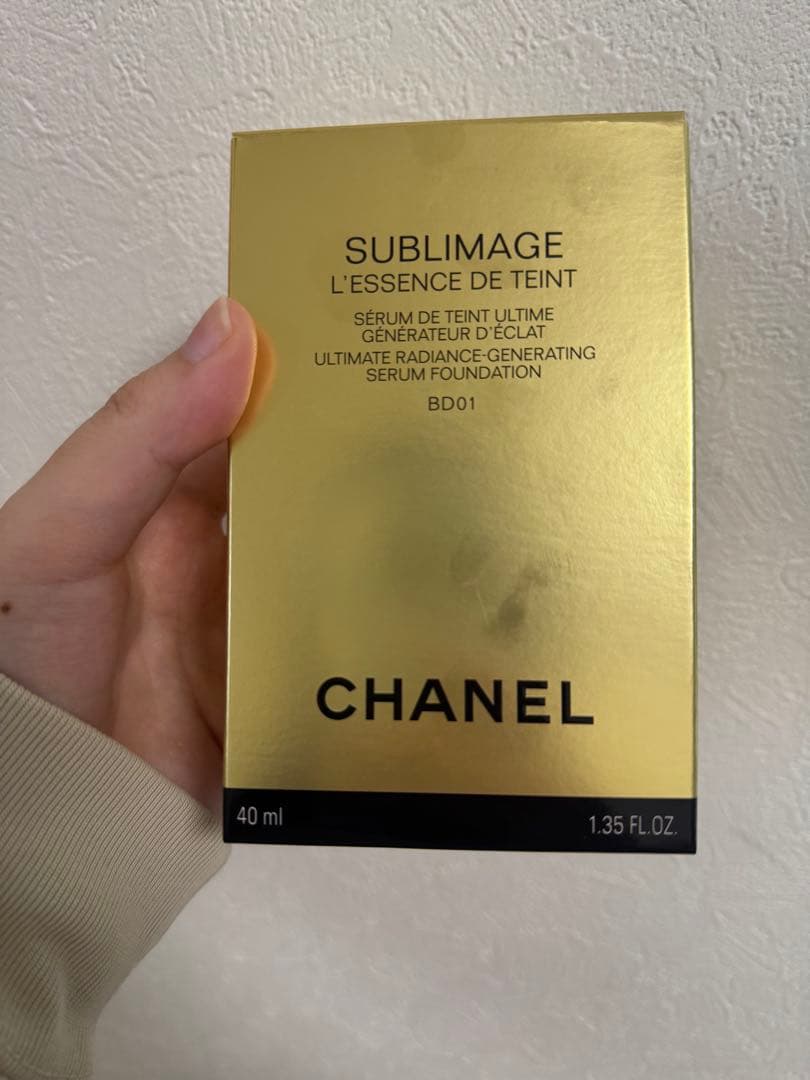 SUBLIMAGE
L'ESSENCE DE TEINT
SÉRUM DE TEINT ULTIME
GÉNÉRATEUR D'ÉCLAT
ULTIMATE RADIANCE-GENERATING
SERUM FOUNDATION
BD01
CHANEL
40 ml 1.35 FL.OZ.